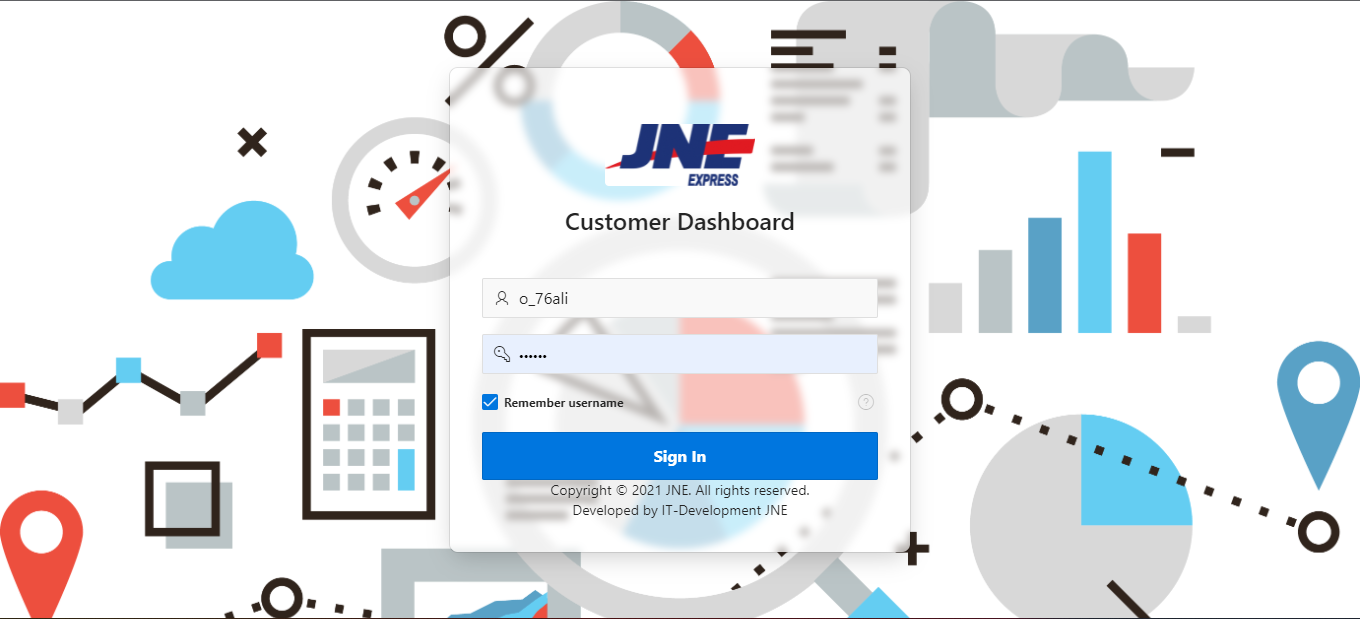 JNE
EXPRESS
Customer Dashboard
o_76ali
••••••
Remember username
Sign In
Copyright © 2021 JNE. All rights reserved.
Developed by IT-Development JNE